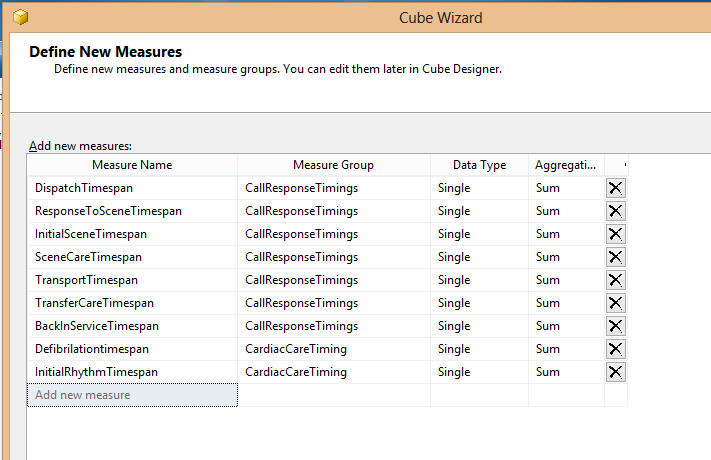 Cube Wizard
Define New Measures
Define new measures and measure groups. You can edit them later in Cube Designer.
Add new measures:
Measure Name Measure Group Data Type Aggregati...
DispatchTimespan CallResponseTimings Single Sum
ResponseToSceneTimespan CallResponseTimings Single Sum
InitialSceneTimespan CallResponseTimings Single Sum
SceneCareTimespan CallResponseTimings Single Sum
TransportTimespan CallResponseTimings Single Sum
TransferCareTimespan CallResponseTimings Single Sum
BackInServiceTimespan CallResponseTimings Single Sum
Defibrilationtimespan CardiacCareTiming Single Sum
InitialRhythmTimespan CardiacCareTiming Single Sum
Add new measure